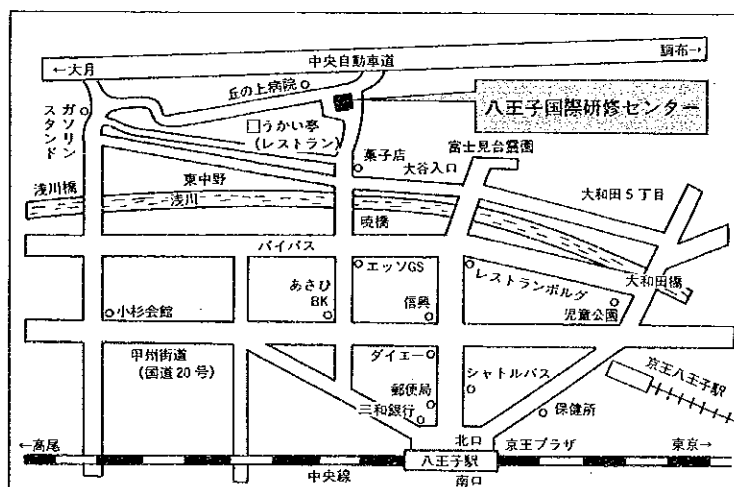 ←大月
中央自動車道
調布→
丘の上病院
八王子国際研修センター
ガソリン
スタンド
うかい亭
(レストラン)
菓子店
富士見台霊園
大谷入口
浅川橋
東中野
浅川
大和田5丁目
暁橋
バイパス
エッソGS
レストランボルダ
大和田橋
あさひ
BK
信興
小杉会館
児童公園
甲州街道
(国道20号)
ダイエー
シャトルバス
京王八王子駅
郵便局
三和銀行
保健所
←高尾
北口
京王プラザ
東京→
八王子駅
中央線
南口